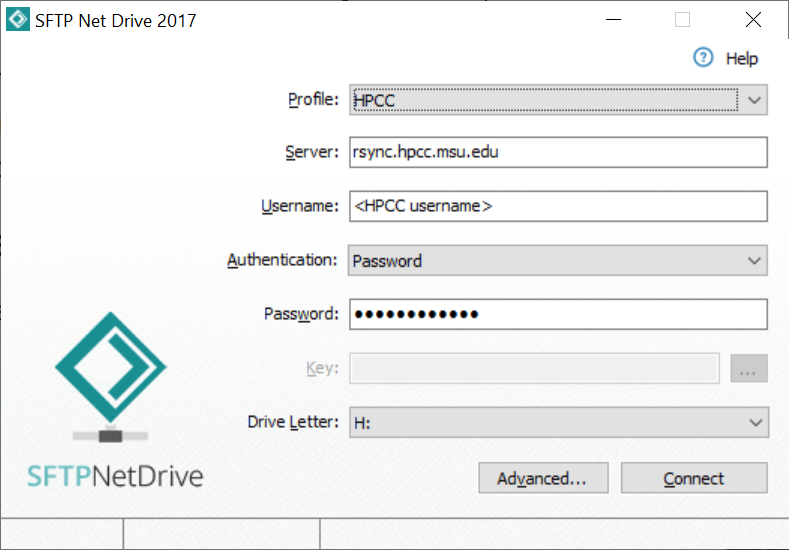 SFTP Net Drive 2017
Help
Profile: HPCC
Server: rsync.hpcc.msu.edu
Username: <HPCC username>
Authentication: Password
Password: ••••••••••••
Key: ...
Drive Letter: H:
SFTPNetDrive
Advanced... Connect